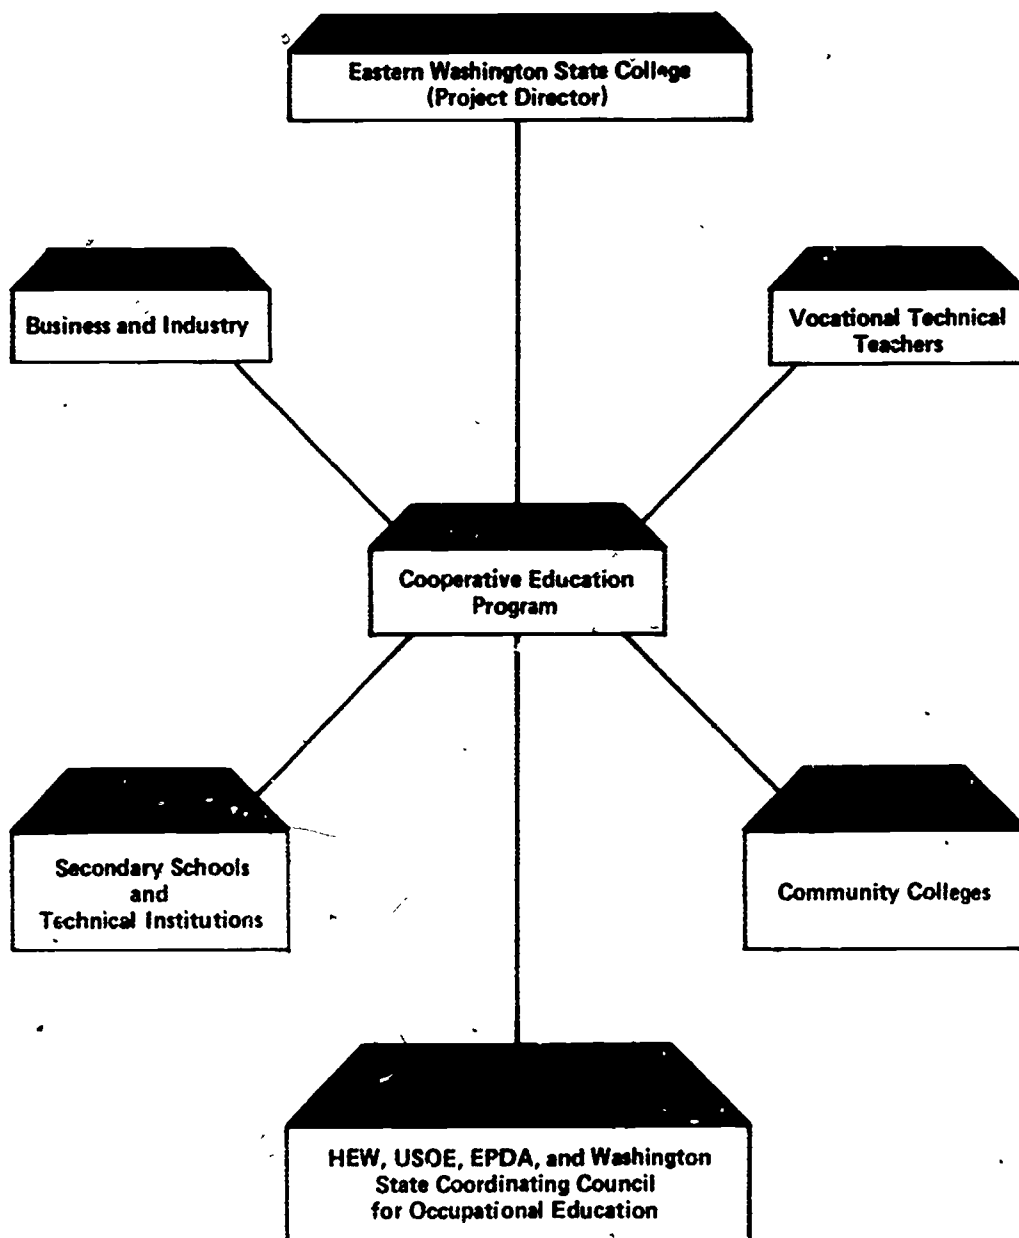 Eastern Washington State College
(Project Director)
Business and Industry
Vocational Technical
Teachers
Cooperative Education
Program
Secondary Schools
and
Technical Institutions
Community Colleges
HEW, USOE, EPDA, and Washington
State Coordinating Council
for Occupational Education